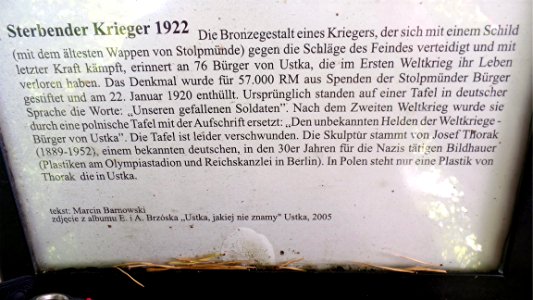 Sterbender Krieger 1922 Die Bronzegestalt eines Kriegers, der sich mit einem Schild
(mit dem ältesten Wappen von Stolpmünde) gegen die Schläge des Feindes verteidigt und mit
letzter Kraft kämpft, erinnert an 76 Bürger von Ustka, die im Ersten Weltkrieg ihr Leben
verloren haben. Das Denkmal wurde für 57.000 RM aus Spenden der Stolpmünder Bürger
gestiftet und am 22. Januar 1920 enthüllt. Ursprünglich standen auf einer Tafel in deutscher
Sprache die Worte: „Unseren gefallenen Soldaten". Nach dem Zweiten Weltkrieg wurde sie
durch eine polnische Tafel mit der Aufschrift ersetzt: „Den unbekannten Helden der Weltkriege -
Bürger von Ustka". Die Tafel ist leider verschwunden. Die Skulptur stammt von Josef Thorak
(1889-1952), einem bekannten deutschen, in den 30er Jahren für die Nazis tätigen Bildhauer
(Plastiken am Olympiastadion und Reichskanzlei in Berlin). In Polen steht nur eine Plastik von
Thorak die in Ustka.
tekst: Marcin Barnowski
zdjęcie z albumu E. i A. Brzóska „Ustka, jakiej nie znamy" Ustka, 2005